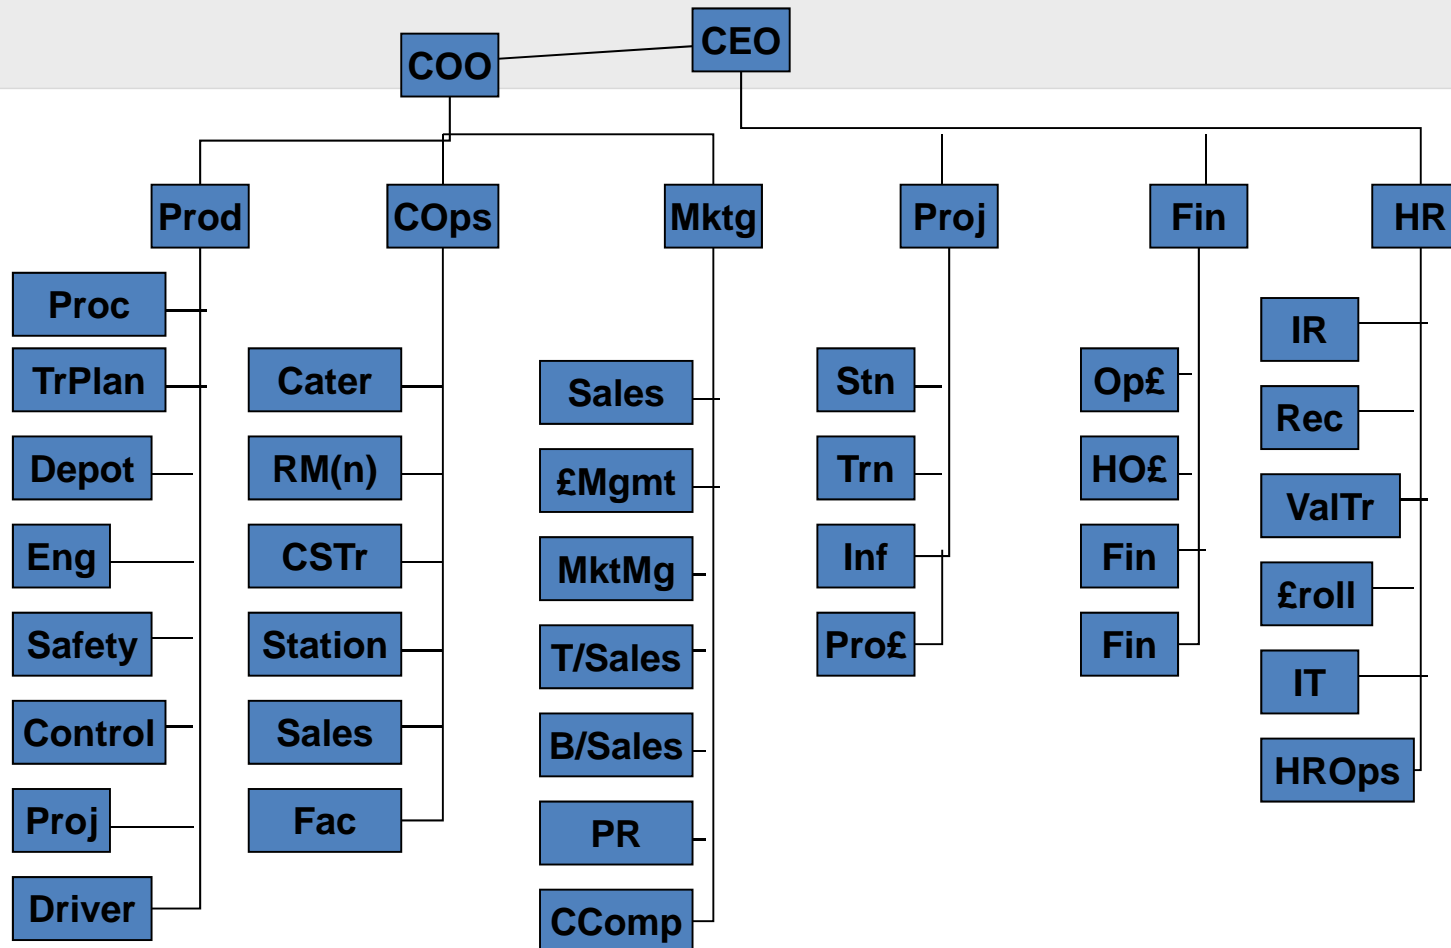 CEO
COO
Prod
COps
Mktg
Proj
Fin
HR
Proc
TrPlan
Depot
Eng
Safety
Control
Proj
Driver
Cater
RM(n)
CSTr
Station
Sales
Fac
Sales
£Mgmt
MktMg
T/Sales
B/Sales
PR
CComp
Stn
Trn
Inf
Pro£
Op£
HO£
Fin
Fin
IR
Rec
ValTr
£roll
IT
HROps